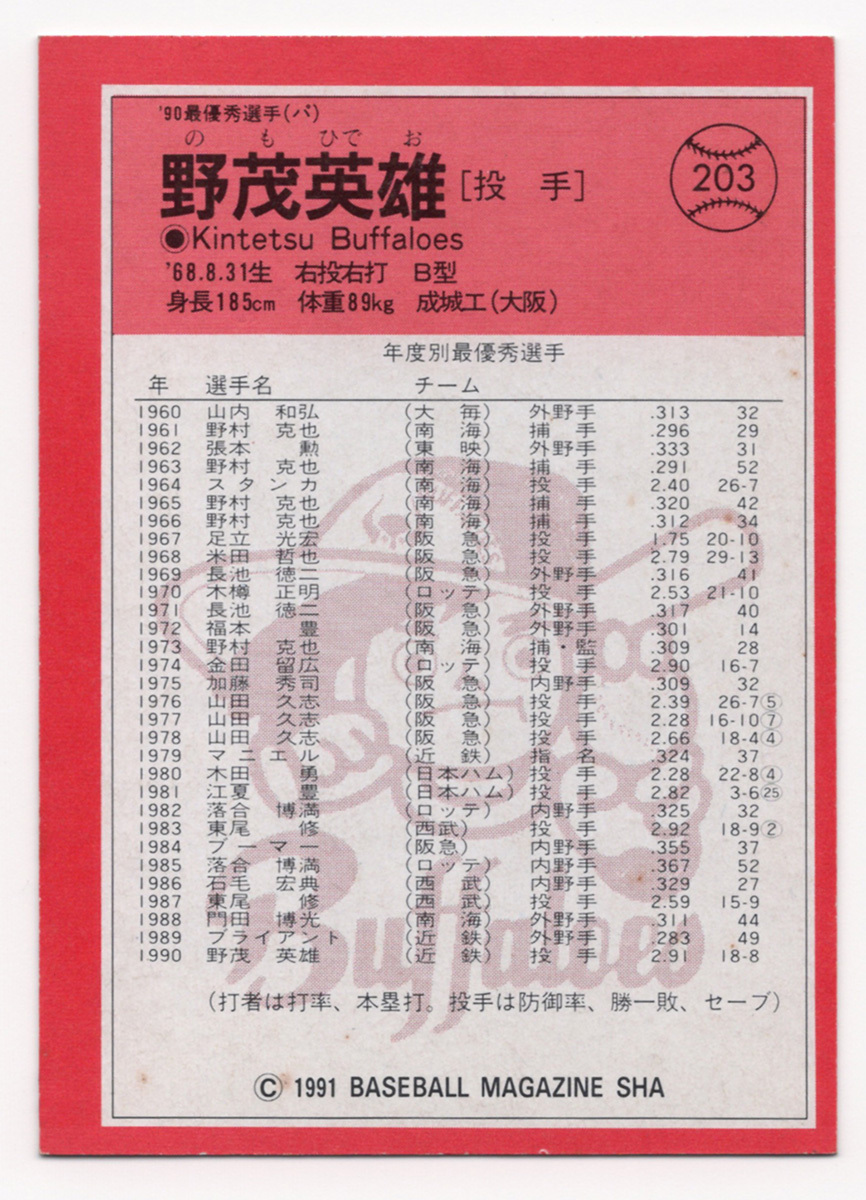 '90最優秀選手(パ)
のもひでお
野茂英雄[投手]
203
●Kintetsu Buffaloes
'68.8.31生 右投右打 B型
身長185cm 体重89kg 成城工(大阪)
年度別最優秀選手
年 選手名 チーム
1960 山内和弘 (大毎) 外野手 .313 32
1961 野村克也 (南海) 捕手 .296 29
1962 張本勲 (東映) 外野手 .333 31
1963 野村克也 (南海) 捕手 .291 52
1964 スタンカ (南海) 投手 2.40 26-7
1965 野村克也 (南海) 捕手 .320 42
1966 野村克也 (南海) 捕手 .312 34
1967 足立光宏 (阪急) 投手 1.75 20-10
1968 米田哲也 (阪急) 投手 2.79 29-13
1969 長池徳二 (阪急) 外野手 .316 41
1970 木樽正明 (ロッテ) 投手 2.53 21-10
1971 長池徳二 (阪急) 外野手 .317 40
1972 福本豊 (阪急) 外野手 .301 14
1973 野村克也 (南海) 捕・監 .309 28
1974 金田留広 (ロッテ) 投手 2.90 16-7
1975 加藤秀司 (阪急) 内野手 .309 32
1976 山田久志 (阪急) 投手 2.39 26-7⑤
1977 山田久志 (阪急) 投手 2.28 16-10⑦
1978 山田久志 (阪急) 投手 2.66 18-4④
1979 マニエル (近鉄) 指名 .324 37
1980 木田勇 (日本ハム) 投手 2.28 22-8④
1981 江夏豊 (日本ハム) 投手 2.82 3-6㉕
1982 落合博満 (ロッテ) 内野手 .325 32
1983 東尾修 (西武) 投手 2.92 18-9②
1984 ブーマー (阪急) 内野手 .355 37
1985 落合博満 (ロッテ) 内野手 .367 52
1986 石毛宏典 (西武) 内野手 .329 27
1987 東尾修 (西武) 投手 2.59 15-9
1988 門田博光 (南海) 外野手 .311 44
1989 ブライアント (近鉄) 外野手 .283 49
1990 野茂英雄 (近鉄) 投手 2.91 18-8
Buffaloes
(打者は打率、本塁打。投手は防御率、勝一敗、セーブ)
© 1991 BASEBALL MAGAZINE SHA